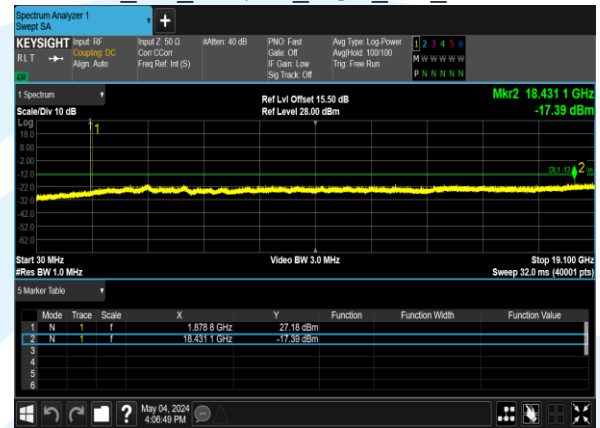 Spectrum Analyzer 1
Swept SA
+
KEYSIGHT Input: RF Input Z: 50 Ω #Atten: 40 dB PNO: Fast Avg Type: Log-Power 1 2 3 4 5 6
RLT Coupling: DC Corr CCorr Gate: Off Avg|Hold: 100/100 M W W W W W
Align: Auto Freq Ref: Int (S) IF Gain: Low Trig: Free Run
Sig Track: Off P N N N N N
1 Spectrum Mkr2 18.431 1 GHz
Ref Lvl Offset 15.50 dB
Scale/Div 10 dB Ref Level 28.00 dBm -17.39 dBm
Log
1
18.0
8.00
-2.00
-12.0 2
-22.0
-32.0
-42.0
-52.0
-62.0
Start 30 MHz Video BW 3.0 MHz Stop 19.100 GHz
#Res BW 1.0 MHz Sweep 32.0 ms (40001 pts)
5 Marker Table
Mode Trace Scale X Y Function Function Width Function Value
1 N 1 f 1.878 8 GHz 27.18 dBm
2 N 1 f 18.431 1 GHz -17.39 dBm
3
4
5
6
? May 04, 2024
4:06:49 PM